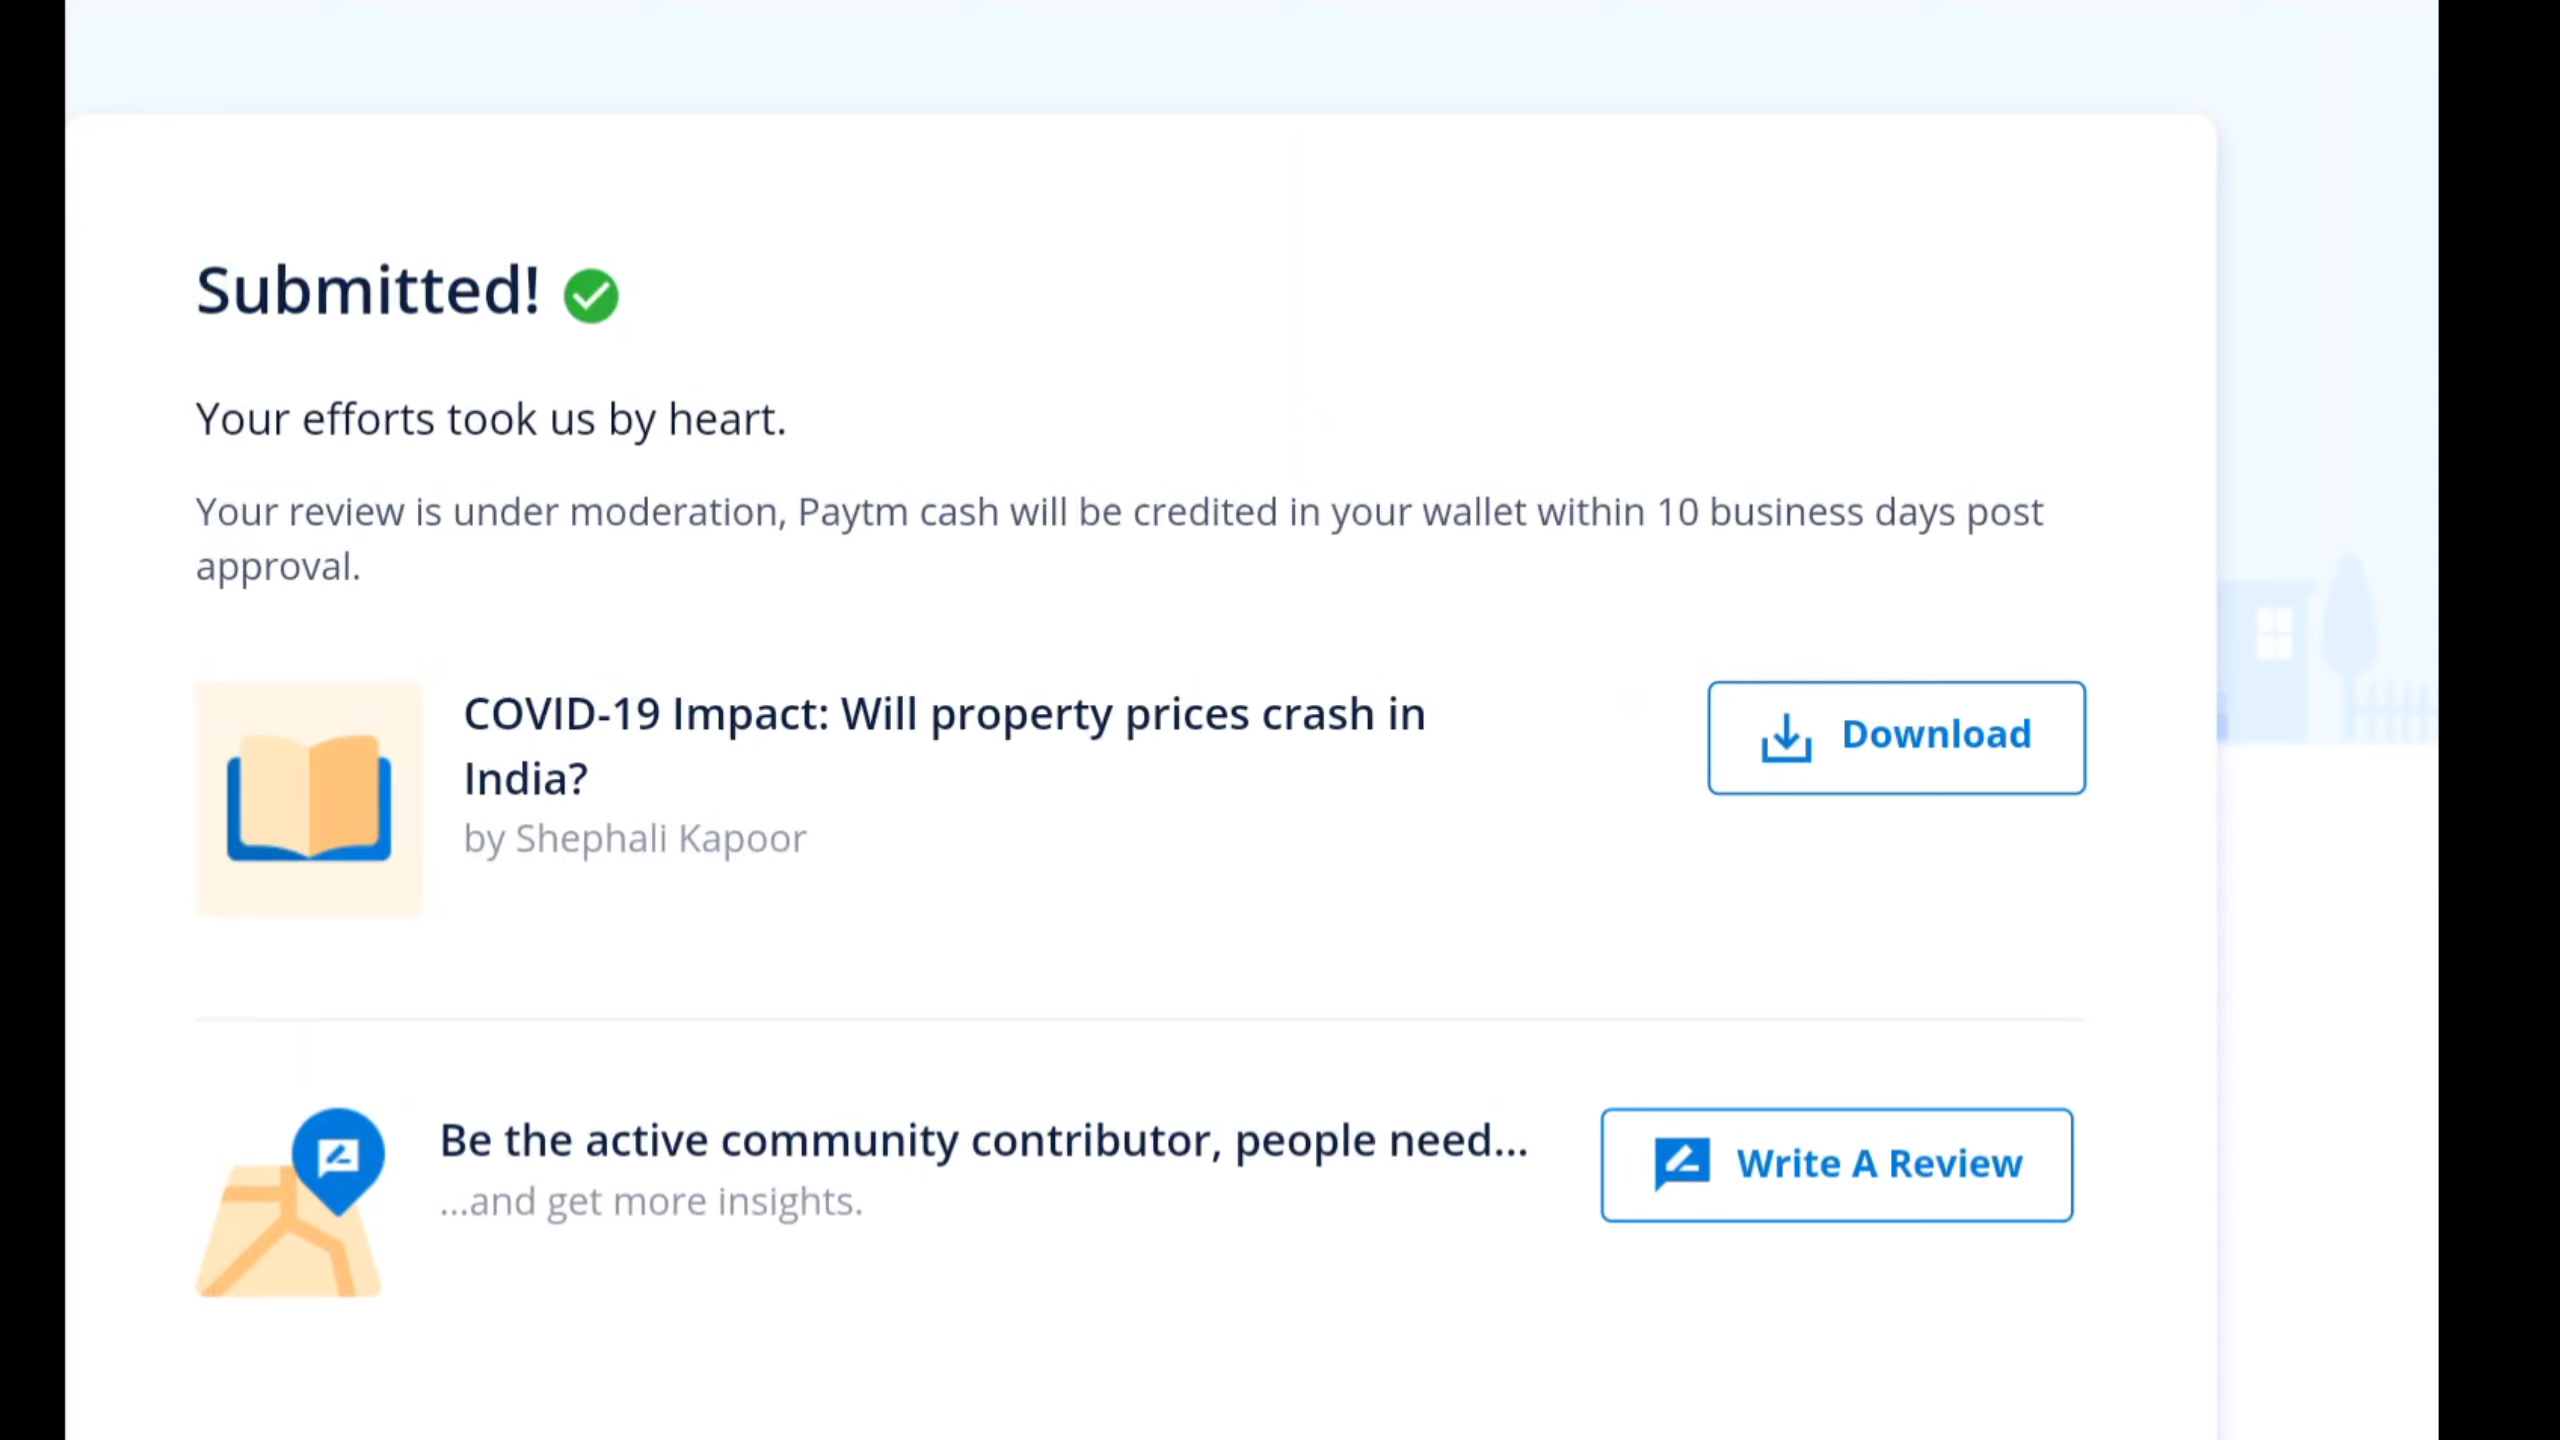 Submitted!
Your efforts took us by heart.
Your review is under moderation, Paytm cash will be credited in your wallet within 10 business days post
approval.
COVID-19 Impact: Will property prices crash in
India?
by Shephali Kapoor
Download
Be the active community contributor, people need...
...and get more insights.
Write A Review